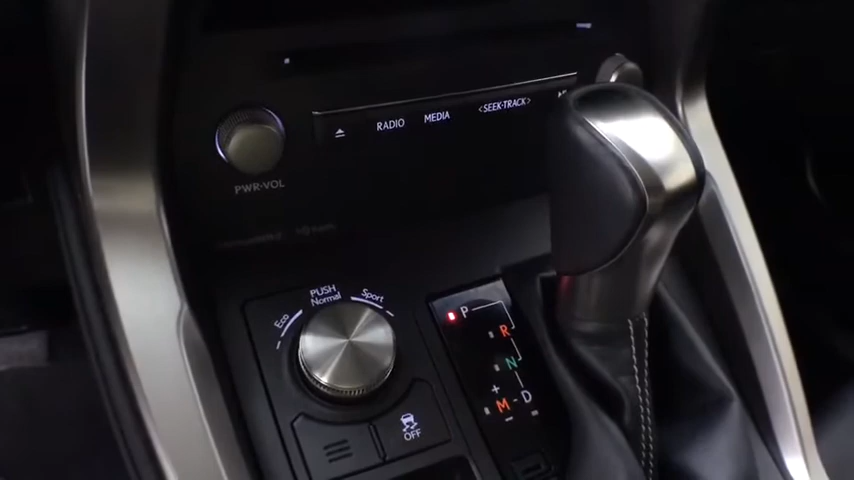 RADIO
MEDIA
<SEEK·TRACK>
PWR·VOL
PUSH
Normal
Eco
Sport
P
R
N
+
M - D
OFF